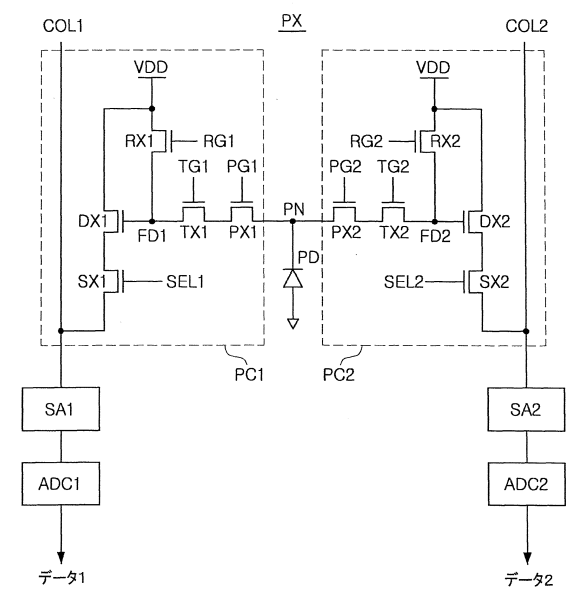 COL1 PX COL2
VDD VDD
RX1 RG1 RG2 RX2
TG1 PG1 PG2 TG2
DX1 FD1 TX1 PX1 PN PX2 TX2 FD2 DX2
PD
SX1 SEL1 SEL2 SX2
PC1 PC2
SA1 SA2
ADC1 ADC2
データ1 データ2